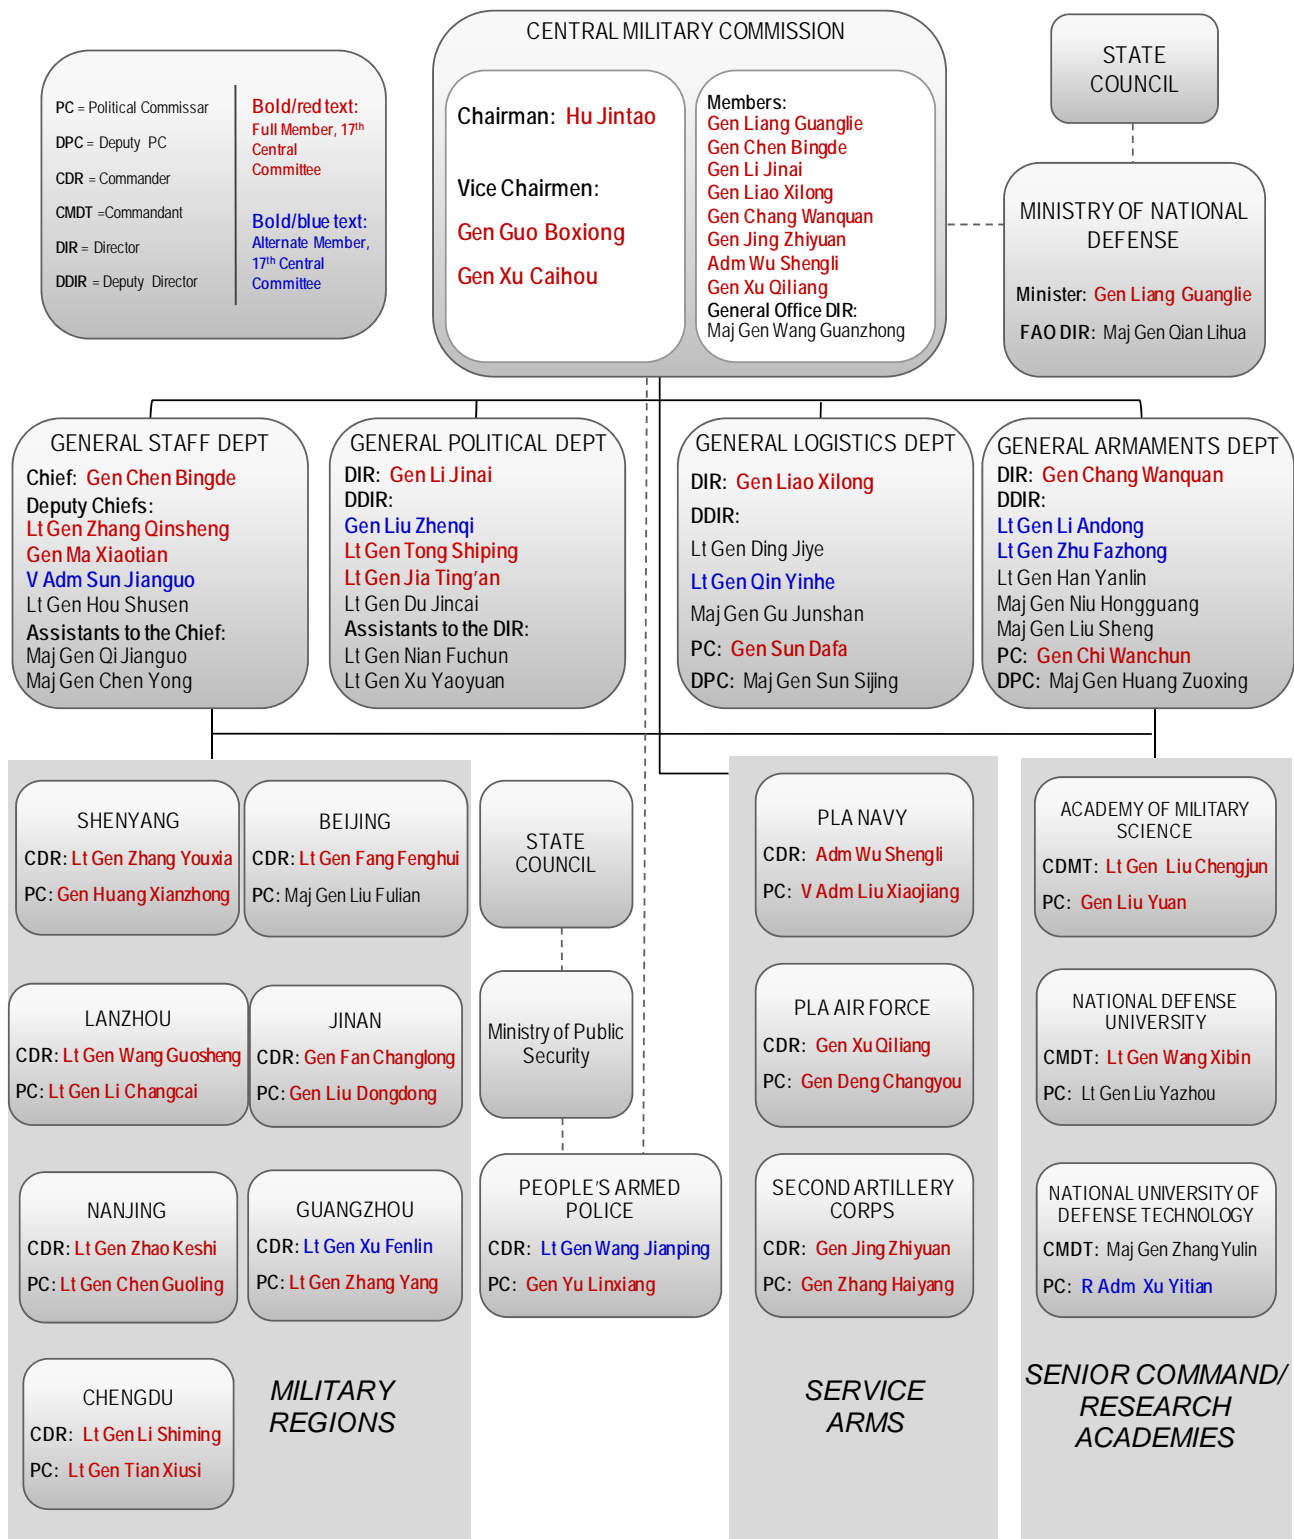 CENTRAL MILITARY COMMISSION
Chairman: Hu Jintao
Vice Chairmen:
Gen Guo Boxiong
Gen Xu Caihou
Members:
Gen Liang Guanglie
Gen Chen Bingde
Gen Li Jinai
Gen Liao Xilong
Gen Chang Wanquan
Gen Jing Zhiyuan
Adm Wu Shengli
Gen Xu Qiliang
General Office DIR:
Maj Gen Wang Guanzhong
PC = Political Commissar
DPC = Deputy PC
CDR = Commander
CMDT =Commandant
DIR = Director
DDIR = Deputy Director
Bold/red text:
Full Member, 17th
Central
Committee
Bold/blue text:
Alternate Member,
17th Central
Committee
STATE
COUNCIL
MINISTRY OF NATIONAL
DEFENSE
Minister: Gen Liang Guanglie
FAO DIR: Maj Gen Qian Lihua
GENERAL STAFF DEPT
Chief: Gen Chen Bingde
Deputy Chiefs:
Lt Gen Zhang Qinsheng
Gen Ma Xiaotian
V Adm Sun Jianguo
Lt Gen Hou Shusen
Assistants to the Chief:
Maj Gen Qi Jianguo
Maj Gen Chen Yong
GENERAL POLITICAL DEPT
DIR: Gen Li Jinai
DDIR:
Gen Liu Zhenqi
Lt Gen Tong Shiping
Lt Gen Jia Ting'an
Lt Gen Du Jincai
Assistants to the DIR:
Lt Gen Nian Fuchun
Lt Gen Xu Yaoyuan
GENERAL LOGISTICS DEPT
DIR: Gen Liao Xilong
DDIR:
Lt Gen Ding Jiye
Lt Gen Qin Yinhe
Maj Gen Gu Junshan
PC: Gen Sun Dafa
DPC: Maj Gen Sun Sijing
GENERAL ARMAMENTS DEPT
DIR: Gen Chang Wanquan
DDIR:
Lt Gen Li Andong
Lt Gen Zhu Fazhong
Lt Gen Han Yanlin
Maj Gen Niu Hongguang
Maj Gen Liu Sheng
PC: Gen Chi Wanchun
DPC: Maj Gen Huang Zuoxing
SHENYANG
CDR: Lt Gen Zhang Youxia
PC: Gen Huang Xianzhong
BEIJING
CDR: Lt Gen Fang Fenghui
PC: Maj Gen Liu Fulian
LANZHOU
CDR: Lt Gen Wang Guosheng
PC: Lt Gen Li Changcai
JINAN
CDR: Gen Fan Changlong
PC: Gen Liu Dongdong
NANJING
CDR: Lt Gen Zhao Keshi
PC: Lt Gen Chen Guoling
GUANGZHOU
CDR: Lt Gen Xu Fenlin
PC: Lt Gen Zhang Yang
CHENGDU
CDR: Lt Gen Li Shiming
PC: Lt Gen Tian Xiusi
MILITARY
REGIONS
STATE
COUNCIL
Ministry of Public
Security
PEOPLE'S ARMED
POLICE
CDR: Lt Gen Wang Jianping
PC: Gen Yu Linxiang
PLA NAVY
CDR: Adm Wu Shengli
PC: V Adm Liu Xiaojiang
PLA AIR FORCE
CDR: Gen Xu Qiliang
PC: Gen Deng Changyou
SECOND ARTILLERY
CORPS
CDR: Gen Jing Zhiyuan
PC: Gen Zhang Haiyang
SERVICE
ARMS
ACADEMY OF MILITARY
SCIENCE
CDMT: Lt Gen Liu Chengjun
PC: Gen Liu Yuan
NATIONAL DEFENSE
UNIVERSITY
CMDT: Lt Gen Wang Xibin
PC: Lt Gen Liu Yazhou
NATIONAL UNIVERSITY OF
DEFENSE TECHNOLOGY
CMDT: Maj Gen Zhang Yulin
PC: R Adm Xu Yitian
SENIOR COMMAND/
RESEARCH
ACADEMIES